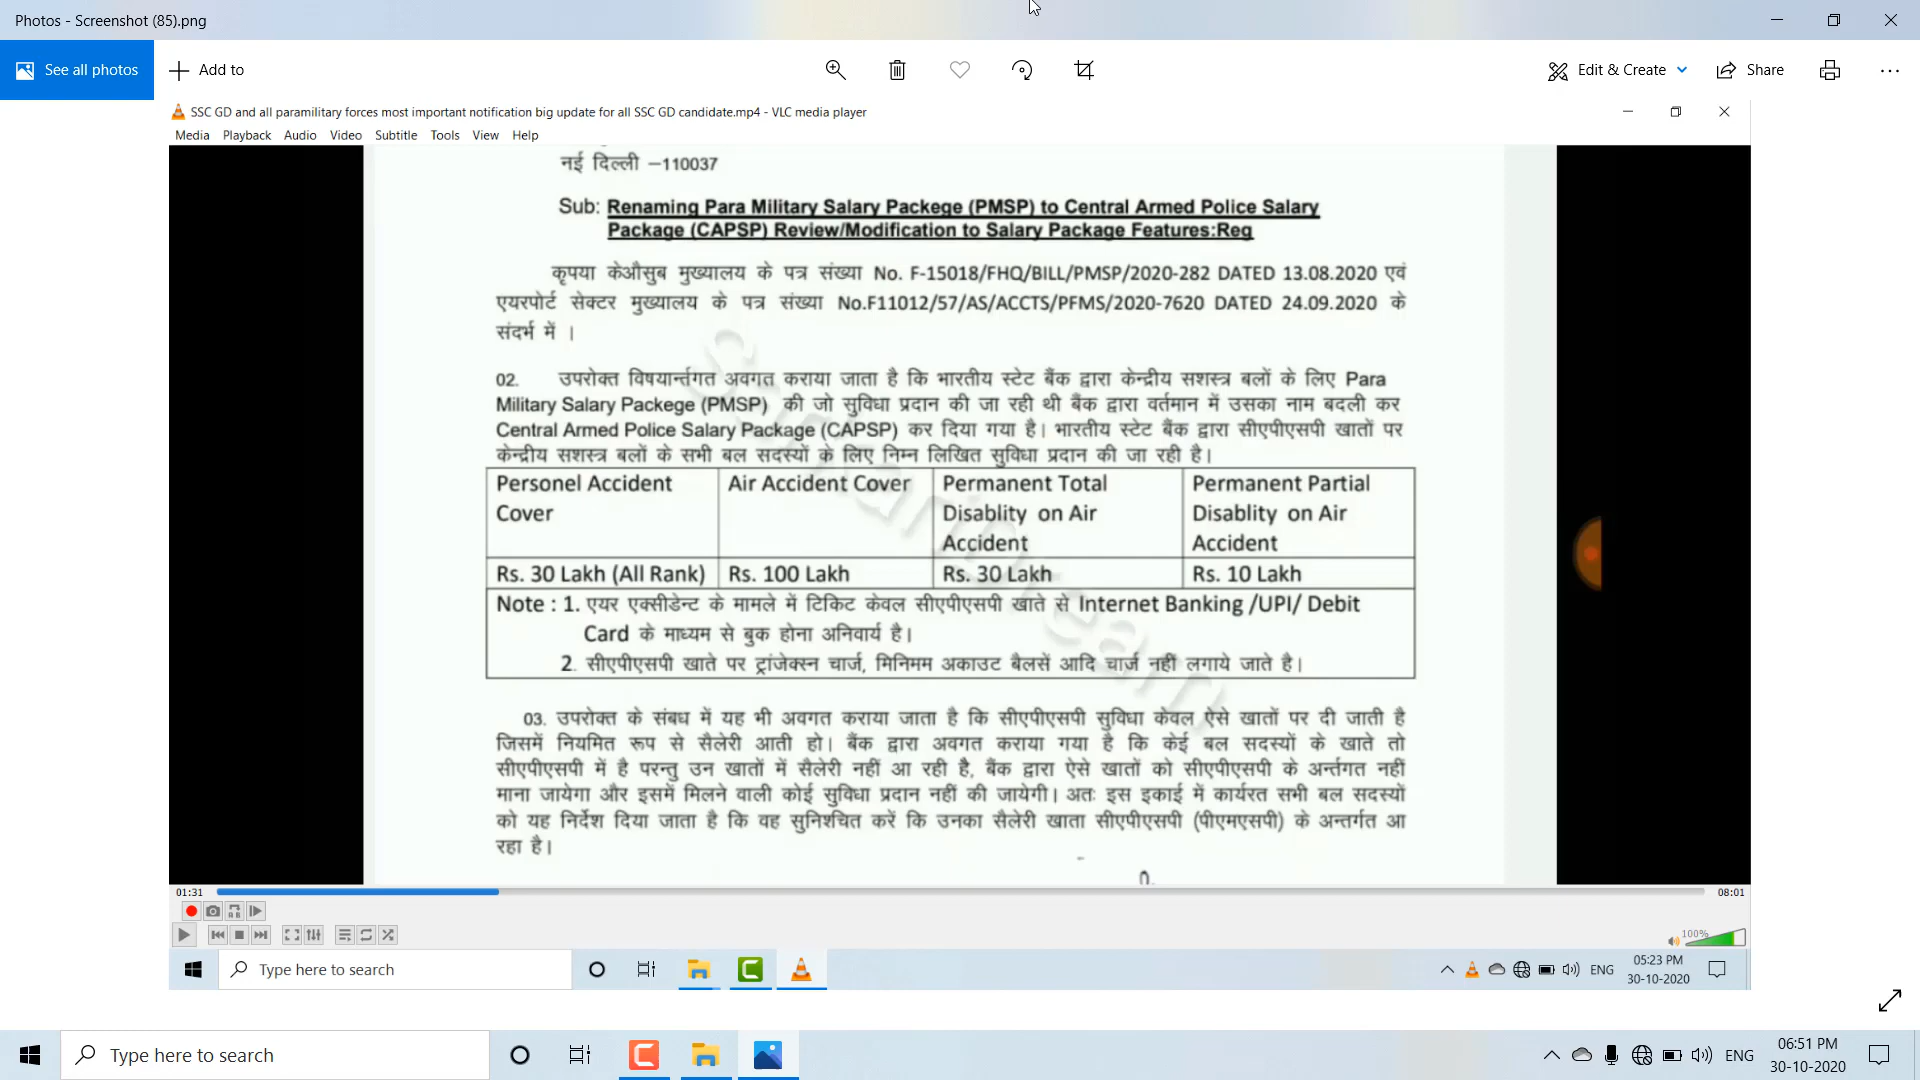 Photos - Screenshot (85).png
See all photos
Add to
Edit & Create
Share
SSC GD and all paramilitary forces most important notification big update for all SSC GD candidate.mp4 - VLC media player
Media Playback Audio Video Subtitle Tools View Help
नई दिल्ली –110037
Sub: Renaming Para Military Salary Packege (PMSP) to Central Armed Police Salary
Package (CAPSP) Review/Modification to Salary Package Features:Reg
कृपया केऔसुब मुख्यालय के पत्र संख्या No. F-15018/FHQ/BILL/PMSP/2020-282 DATED 13.08.2020 एवं
एयरपोर्ट सेक्टर मुख्यालय के पत्र संख्या No.F11012/57/AS/ACCTS/PFMS/2020-7620 DATED 24.09.2020 के
संदर्भ में ।
02. उपरोक्त विषयार्न्तगत अवगत कराया जाता है कि भारतीय स्टेट बैंक द्वारा केन्द्रीय सशस्त्र बलों के लिए Para
Military Salary Packege (PMSP) की जो सुविधा प्रदान की जा रही थी बैंक द्वारा वर्तमान में उसका नाम बदली कर
Central Armed Police Salary Package (CAPSP) कर दिया गया है। भारतीय स्टेट बैंक द्वारा सीएपीएसपी खातों पर
केन्द्रीय सशस्त्र बलों के सभी बल सदस्यों के लिए निम्न लिखित सुविधा प्रदान की जा रही है।
Personel Accident Cover
Air Accident Cover
Permanent Total Disablity on Air Accident
Permanent Partial Disablity on Air Accident
Rs. 30 Lakh (All Rank) Rs. 100 Lakh Rs. 30 Lakh Rs. 10 Lakh
Note : 1. एयर एक्सीडेन्ट के मामले में टिकिट केवल सीएपीएसपी खाते से Internet Banking /UPI/ Debit
Card के माध्यम से बुक होना अनिवार्य है।
2. सीएपीएसपी खाते पर ट्रांजेक्स्न चार्ज, मिनिमम अकाउट बैलसें आदि चार्ज नहीं लगाये जाते है।
03. उपरोक्त के संबध में यह भी अवगत कराया जाता है कि सीएपीएसपी सुविधा केवल ऐसे खातों पर दी जाती है
जिसमें नियमित रूप से सैलेरी आती हो। बैंक द्वारा अवगत कराया गया है कि केई बल सदस्यों के खाते तो
सीएपीएसपी में है परन्तु उन खातों में सैलेरी नहीं आ रही है, बैंक द्वारा ऐसे खातों को सीएपीएसपी के अर्न्तगत नहीं
माना जायेगा और इसमें मिलने वाली कोई सुविधा प्रदान नहीं की जायेगी। अतः इस इकाई में कार्यरत सभी बल सदस्यों
को यह निर्देश दिया जाता है कि वह सुनिश्चित करें कि उनका सैलेरी खाता सीएपीएसपी (पीएमएसपी) के अन्तर्गत आ
रहा है।
01:31
08:01
100%
Type here to search
ENG
05:23 PM
30-10-2020
Type here to search
ENG
06:51 PM
30-10-2020